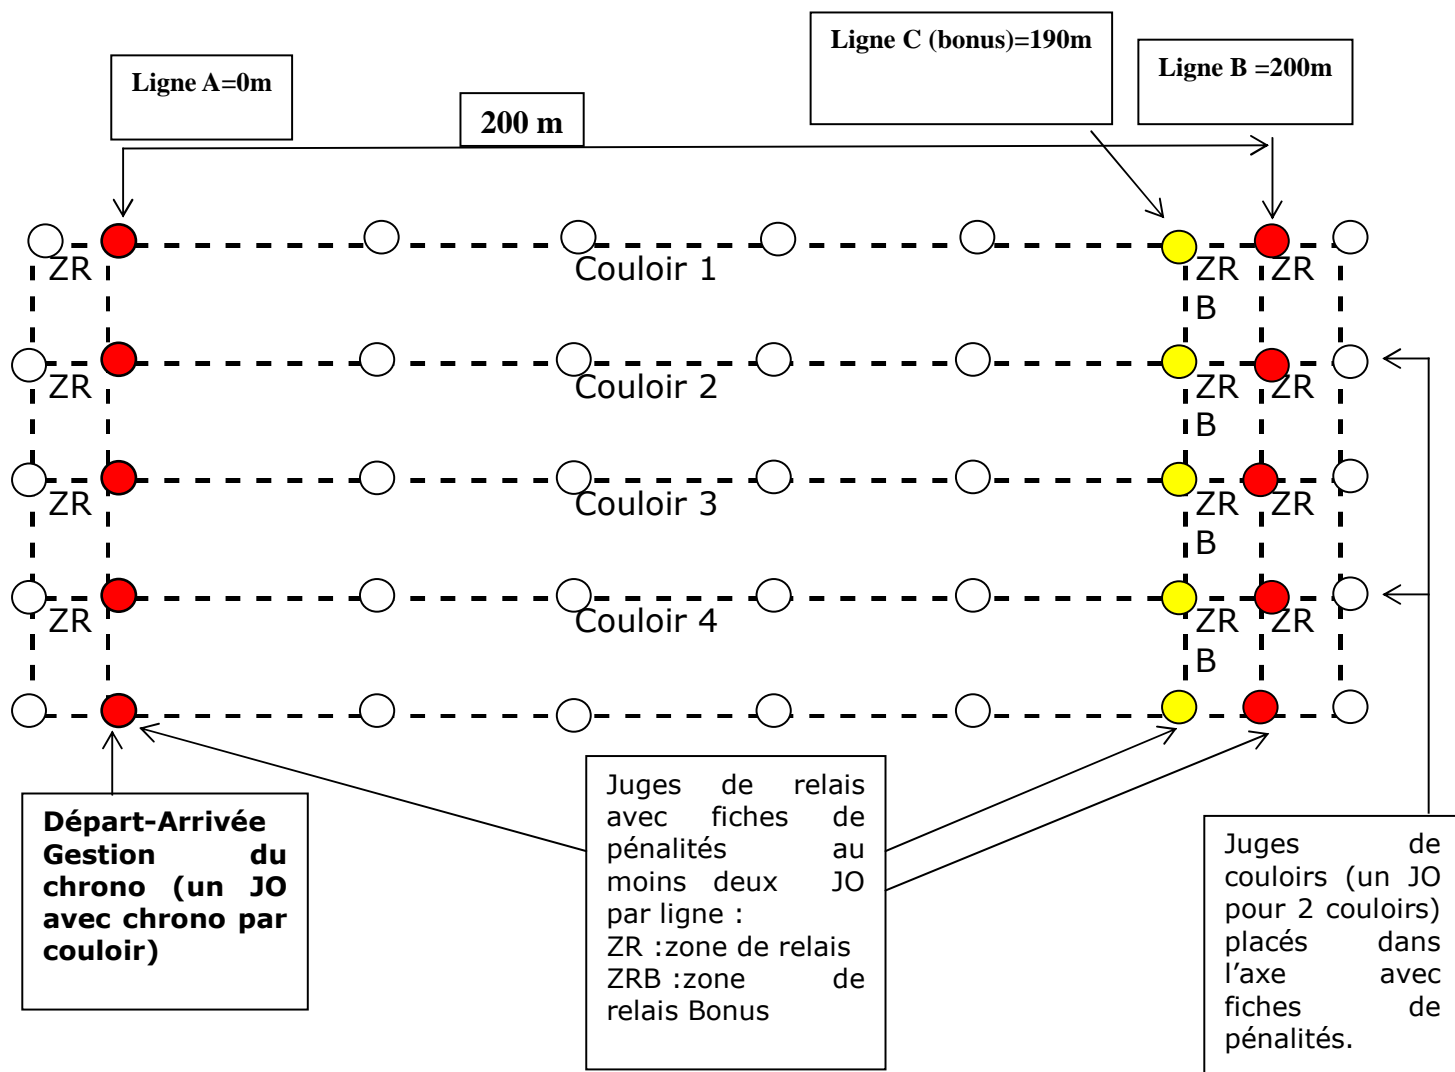 Ligne C (bonus)=190m
Ligne A=0m
Ligne B =200m
200 m
ZR
Couloir 1
ZR
B
ZR
ZR
Couloir 2
ZR
B
ZR
ZR
Couloir 3
ZR
B
ZR
ZR
Couloir 4
ZR
B
ZR
Départ-Arrivée
Gestion du
chrono (un JO
avec chrono par
couloir)
Juges de relais
avec fiches de
pénalités au
moins deux JO
par ligne :
ZR :zone de relais
ZRB :zone de
relais Bonus
Juges de
couloirs (un JO
pour 2 couloirs)
placés dans
l'axe avec
fiches de
pénalités.